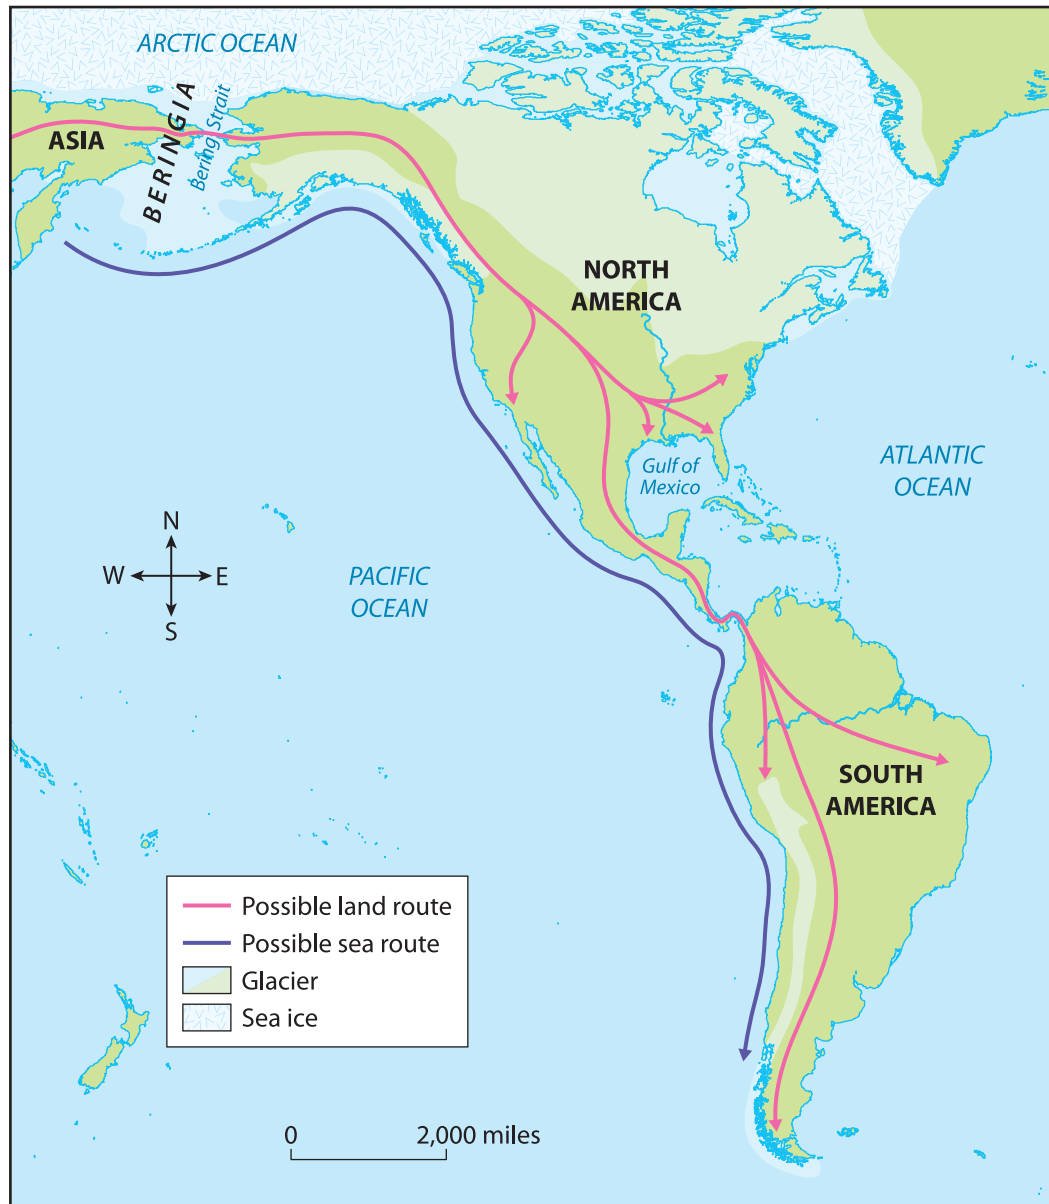 ARCTIC OCEAN
ASIA
BERINGIA
Bering Strait
NORTH
AMERICA
Gulf of
Mexico
ATLANTIC
OCEAN
N
W
E
S
PACIFIC
OCEAN
SOUTH
AMERICA
Possible land route
Possible sea route
Glacier
Sea ice
0
2,000 miles